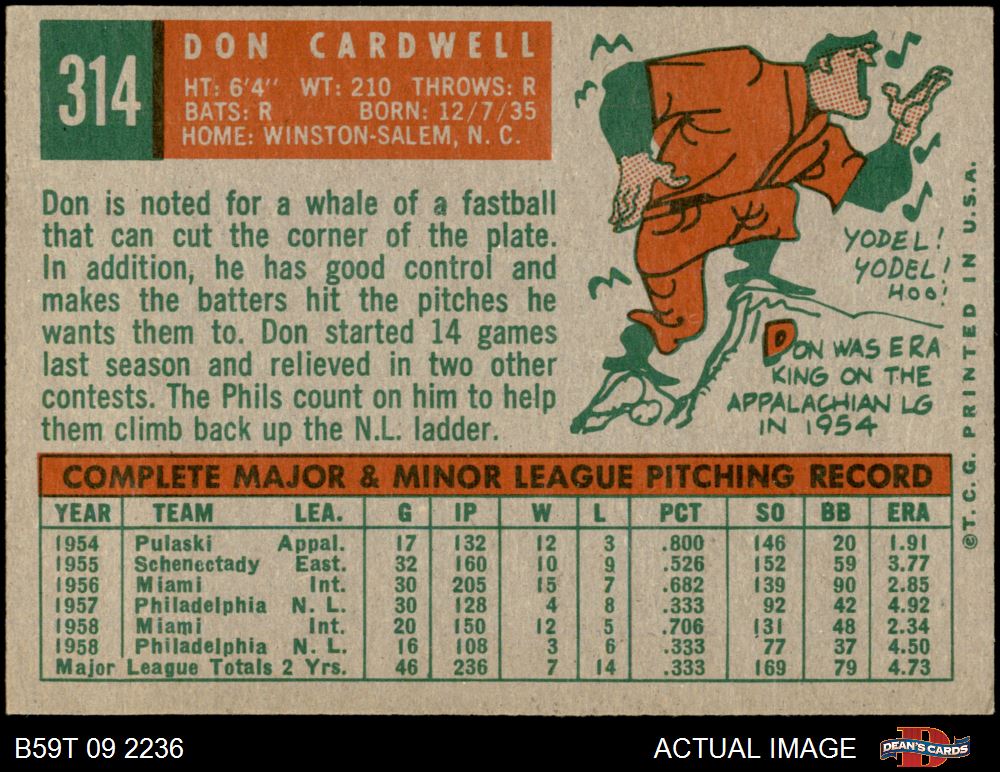 314
DON CARDWELL
HT: 6'4" WT: 210 THROWS: R
BATS: R BORN: 12/7/35
HOME: WINSTON-SALEM, N. C.
Don is noted for a whale of a fastball
that can cut the corner of the plate.
In addition, he has good control and
makes the batters hit the pitches he
wants them to. Don started 14 games
last season and relieved in two other
contests. The Phils count on him to help
them climb back up the N.L. ladder.
YODEL!
YODEL!
HOO!
DON WAS ERA
KING ON THE
APPALACHIAN LG
IN 1954
©T. C. G. PRINTED IN U.S.A.
COMPLETE MAJOR & MINOR LEAGUE PITCHING RECORD
YEAR TEAM LEA. G IP W L PCT SO BB ERA
1954 Pulaski Appal. 17 132 12 3 .800 146 20 1.91
1955 Schenectady East. 32 160 10 9 .526 152 59 3.77
1956 Miami Int. 30 205 15 7 .682 139 90 2.85
1957 Philadelphia N. L. 30 128 4 8 .333 92 42 4.92
1958 Miami Int. 20 150 12 5 .706 131 48 2.34
1958 Philadelphia N. L. 16 108 3 6 .333 77 37 4.50
Major League Totals 2 Yrs. 46 236 7 14 .333 169 79 4.73
B59T 09 2236
ACTUAL IMAGE
D
DEAN'S CARDS